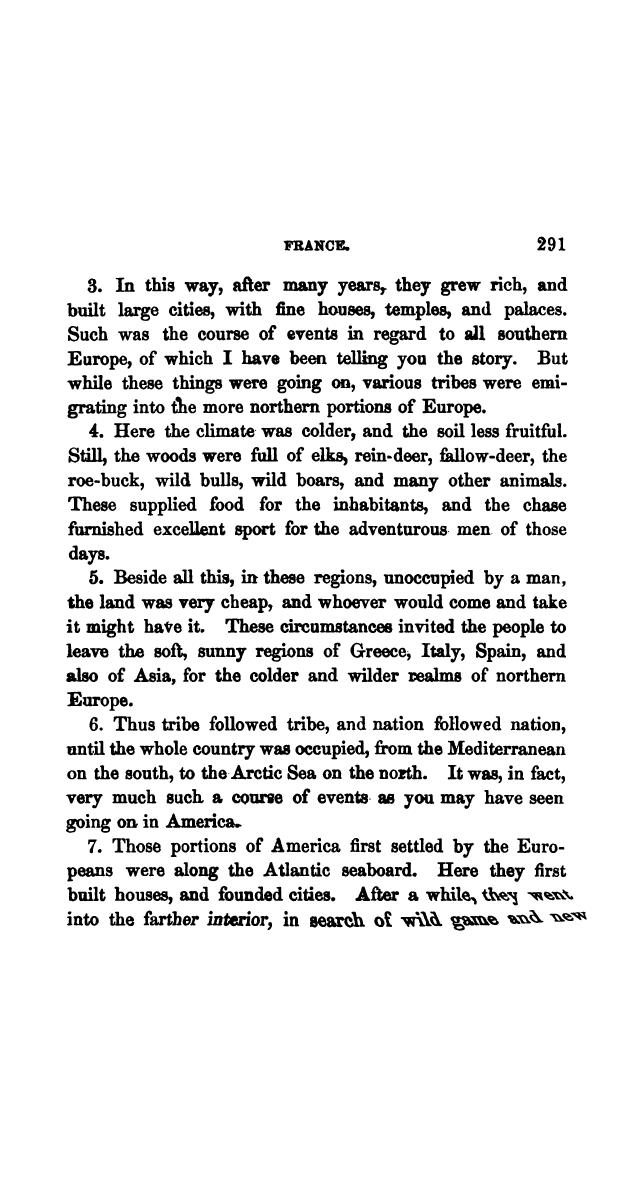 FRANCE. 291
3. In this way, after many years, they grew rich, and
built large cities, with fine houses, temples, and palaces.
Such was the course of events in regard to all southern
Europe, of which I have been telling you the story. But
while these things were going on, various tribes were emi-
grating into the more northern portions of Europe.
4. Here the climate was colder, and the soil less fruitful.
Still, the woods were full of elks, rein-deer, fallow-deer, the
roe-buck, wild bulls, wild boars, and many other animals.
These supplied food for the inhabitants, and the chase
furnished excellent sport for the adventurous men of those
days.
5. Beside all this, in these regions, unoccupied by a man,
the land was very cheap, and whoever would come and take
it might have it. These circumstances invited the people to
leave the soft, sunny regions of Greece, Italy, Spain, and
also of Asia, for the colder and wilder realms of northern
Europe.
6. Thus tribe followed tribe, and nation followed nation,
until the whole country was occupied, from the Mediterranean
on the south, to the Arctic Sea on the north. It was, in fact,
very much such a course of events as you may have seen
going on in America.
7. Those portions of America first settled by the Euro-
peans were along the Atlantic seaboard. Here they first
built houses, and founded cities. After a while, they went
into the farther interior, in search of wild game and new